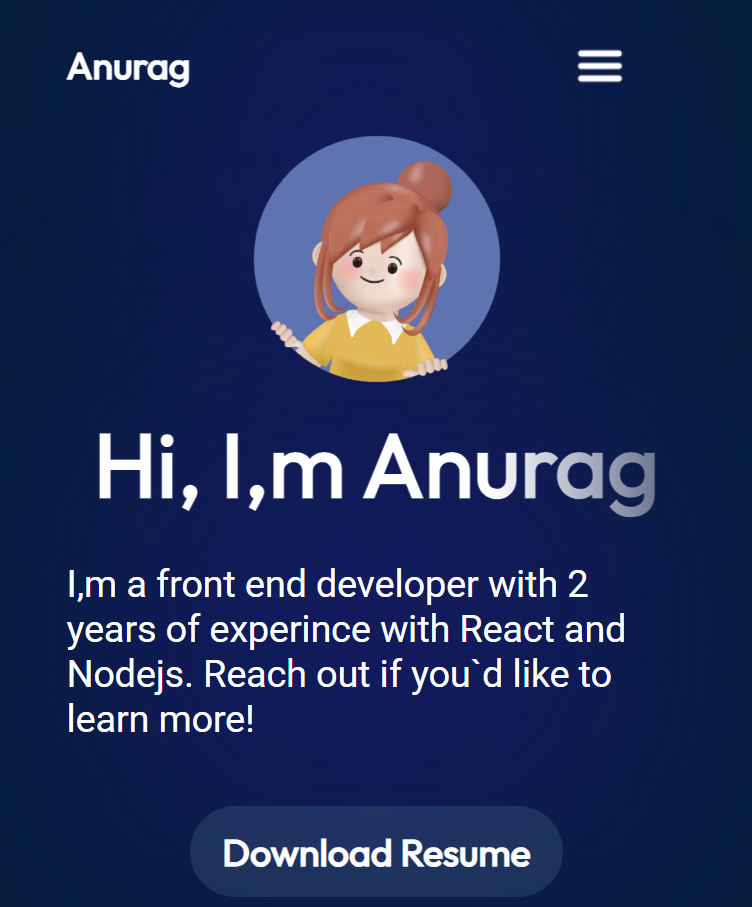 Anurag
Hi, I,m Anurag
I,m a front end developer with 2
years of experince with React and
Nodejs. Reach out if you`d like to
learn more!
Download Resume